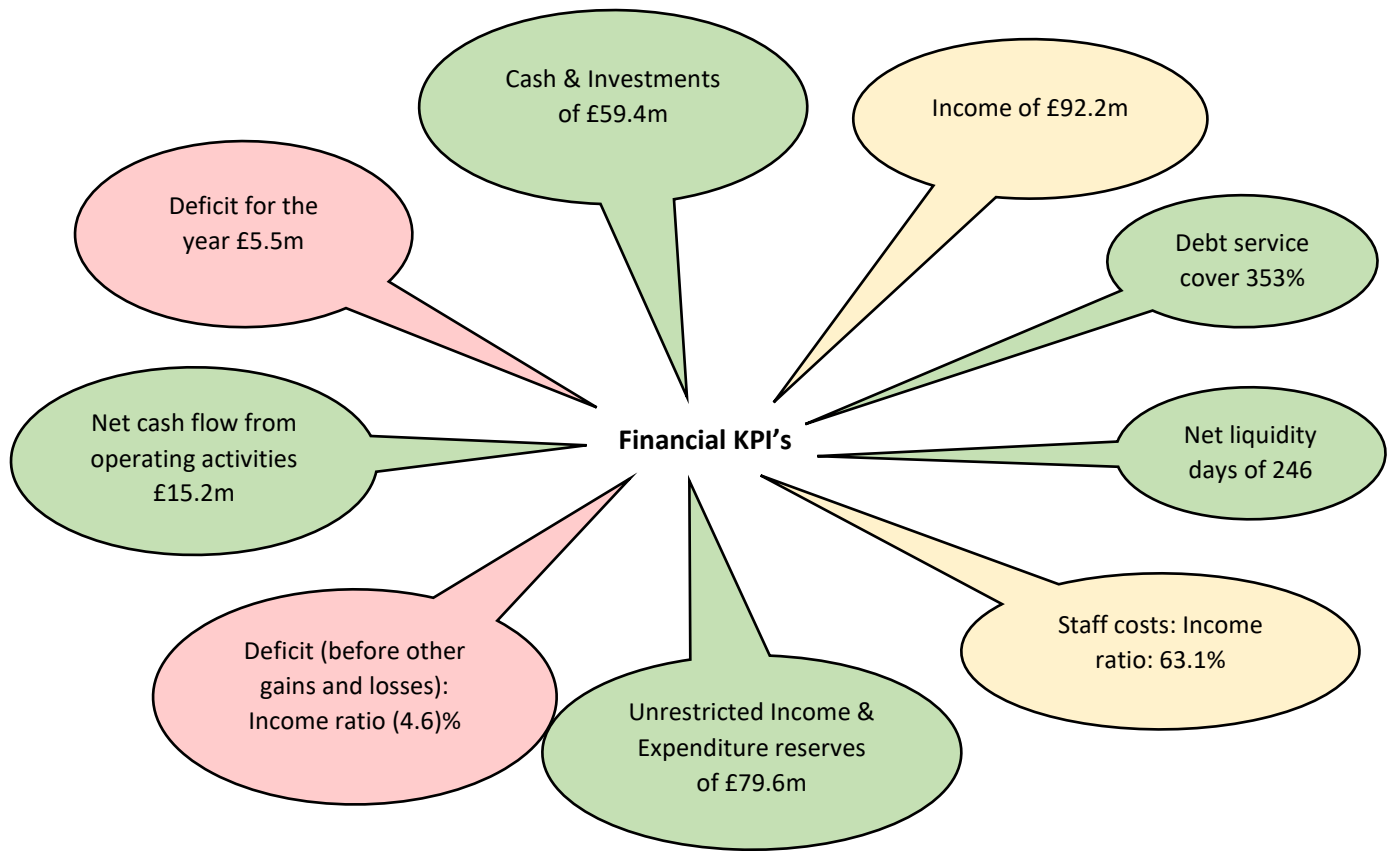 Cash & Investments
of £59.4m
Income of £92.2m
Deficit for the
year £5.5m
Debt service
cover 353%
Net cash flow from
operating activities
£15.2m
Financial KPI’s
Net liquidity
days of 246
Deficit (before other
gains and losses):
Income ratio (4.6)%
Unrestricted Income &
Expenditure reserves
of £79.6m
Staff costs: Income
ratio: 63.1%